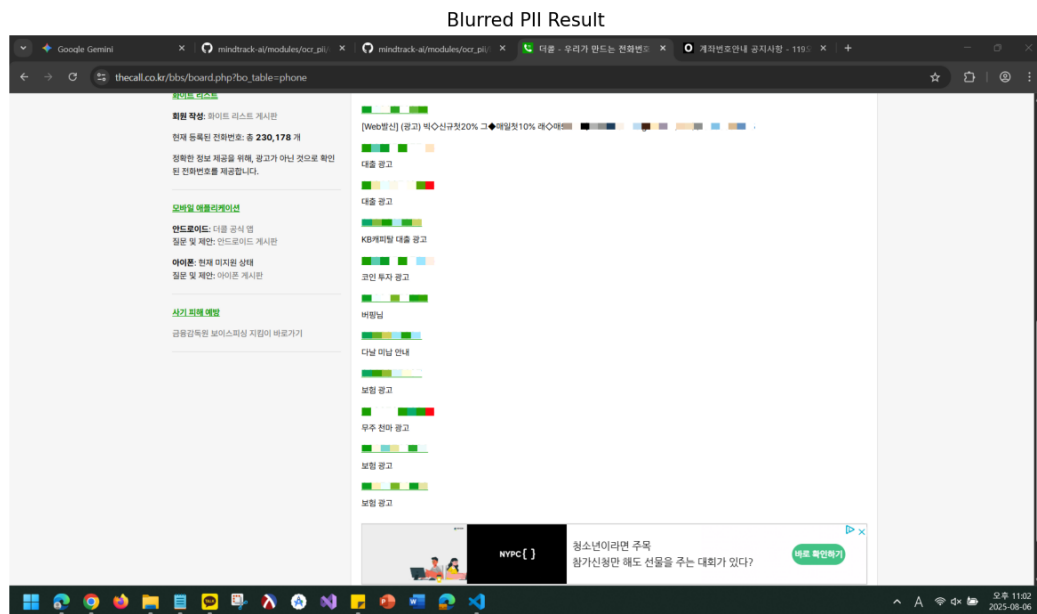 Blurred PII Result
Google Gemini
mindtrack-ai/modules/ocr_pii/
mindtrack-ai/modules/ocr_pii/
더콜 - 우리가 만드는 전화번호
계좌번호안내 공지사항 - 119
thecall.co.kr/bbs/board.php?bo_table=phone
화이트 리스트
회원 작성: 화이트 리스트 게시판
현재 등록된 전화번호: 총 230,178 개
정확한 정보 제공을 위해, 광고가 아닌 것으로 확인
된 전화번호를 제공합니다.
모바일 애플리케이션
안드로이드: 더콜 공식 앱
질문 및 제안: 안드로이드 게시판
아이폰: 현재 미지원 상태
질문 및 제안: 아이폰 게시판
사기 피해 예방
금융감독원 보이스피싱 지킴이 바로가기
[Web발신] (광고) 빅◇신규첫20% 그◆매일첫10% 래◇매
대출 광고
대출 광고
KB캐피탈 대출 광고
코인 투자 광고
버핑님
다날 미납 안내
보험 광고
우주 천마 광고
보험 광고
보험 광고
NYPC{ }
청소년이라면 주목
참가신청만 해도 선물을 주는 대회가 있다?
바로 확인하기
A
오후 11:02
2025-08-06